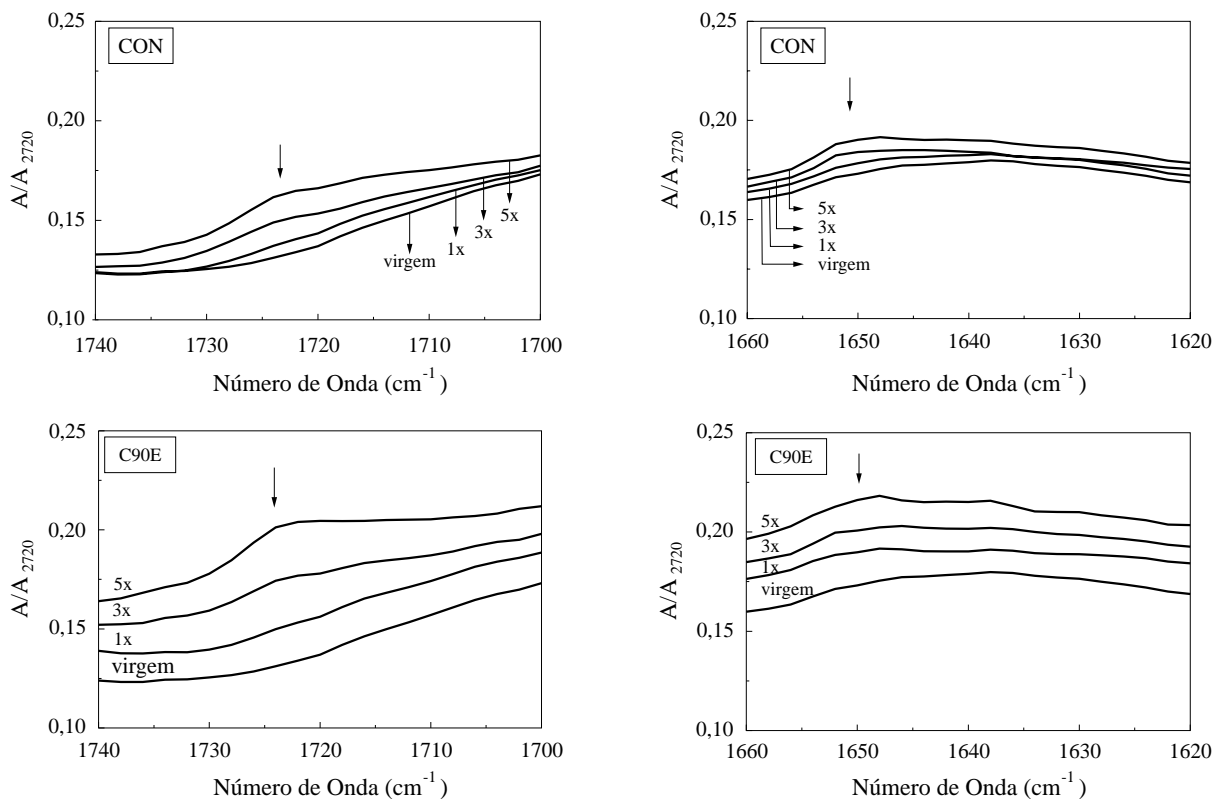 CON
A/A 2720
0,25
0,20
0,15
0,10
virgem
1x
3x
5x
1740
1730
1720
1710
1700
Número de Onda (cm-1)
CON
A/A 2720
0,25
0,20
0,15
0,10
5x
3x
1x
virgem
1660
1650
1640
1630
1620
Número de Onda (cm-1)
C90E
A/A 2720
0,25
0,20
0,15
0,10
5x
3x
1x
virgem
1740
1730
1720
1710
1700
Número de Onda (cm-1)
C90E
A/A 2720
0,25
0,20
0,15
0,10
5x
3x
1x
virgem
1660
1650
1640
1630
1620
Número de Onda (cm-1)